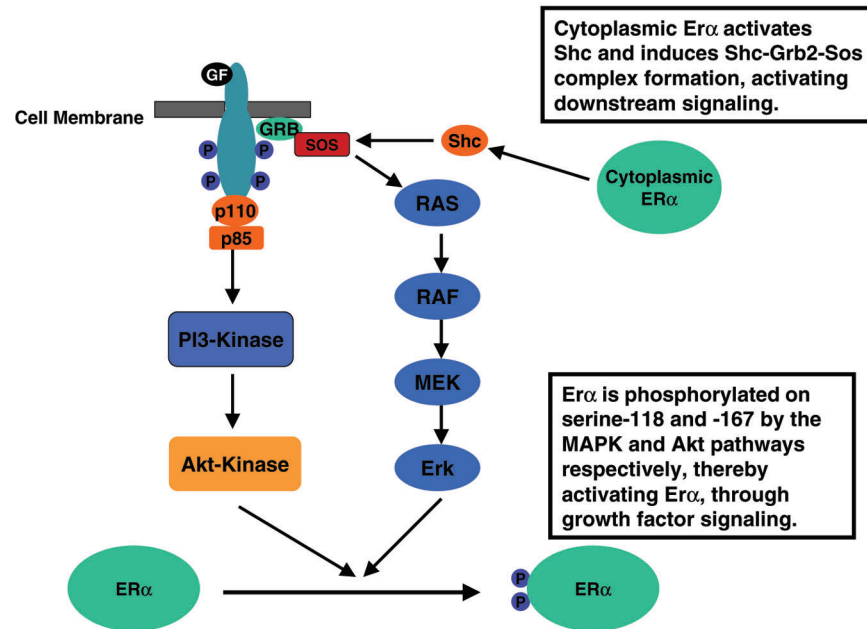 Cytoplasmic Erα activates
Shc and induces Shc-Grb2-Sos
complex formation, activating
downstream signaling.
GF
Cell Membrane
GRB
SOS
Shc
P
P
P
P
Cytoplasmic
ERα
p110
p85
RAS
RAF
PI3-Kinase
MEK
Akt-Kinase
Erk
Erα is phosphorylated on
serine-118 and -167 by the
MAPK and Akt pathways
respectively, thereby
activating Erα, through
growth factor signaling.
ERα
P
P
ERα